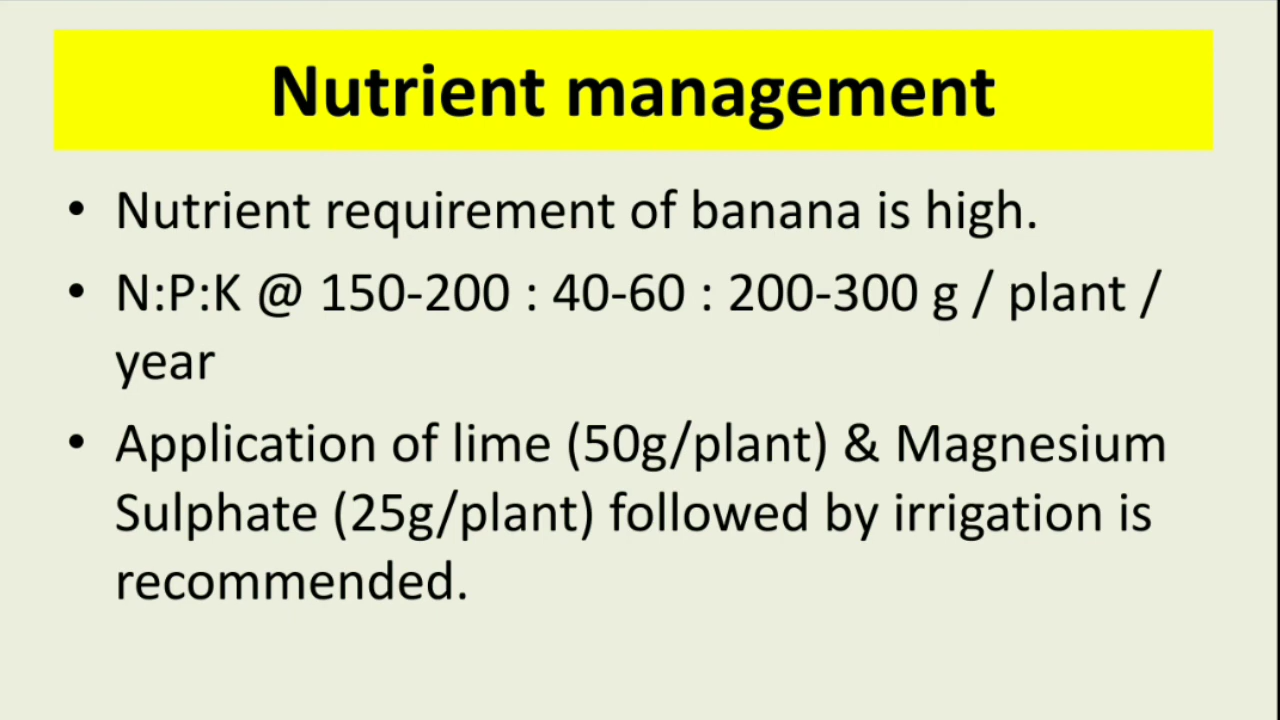 Nutrient management
• Nutrient requirement of banana is high.
• N:P:K @ 150-200 : 40-60 : 200-300 g / plant /
year
• Application of lime (50g/plant) & Magnesium
Sulphate (25g/plant) followed by irrigation is
recommended.